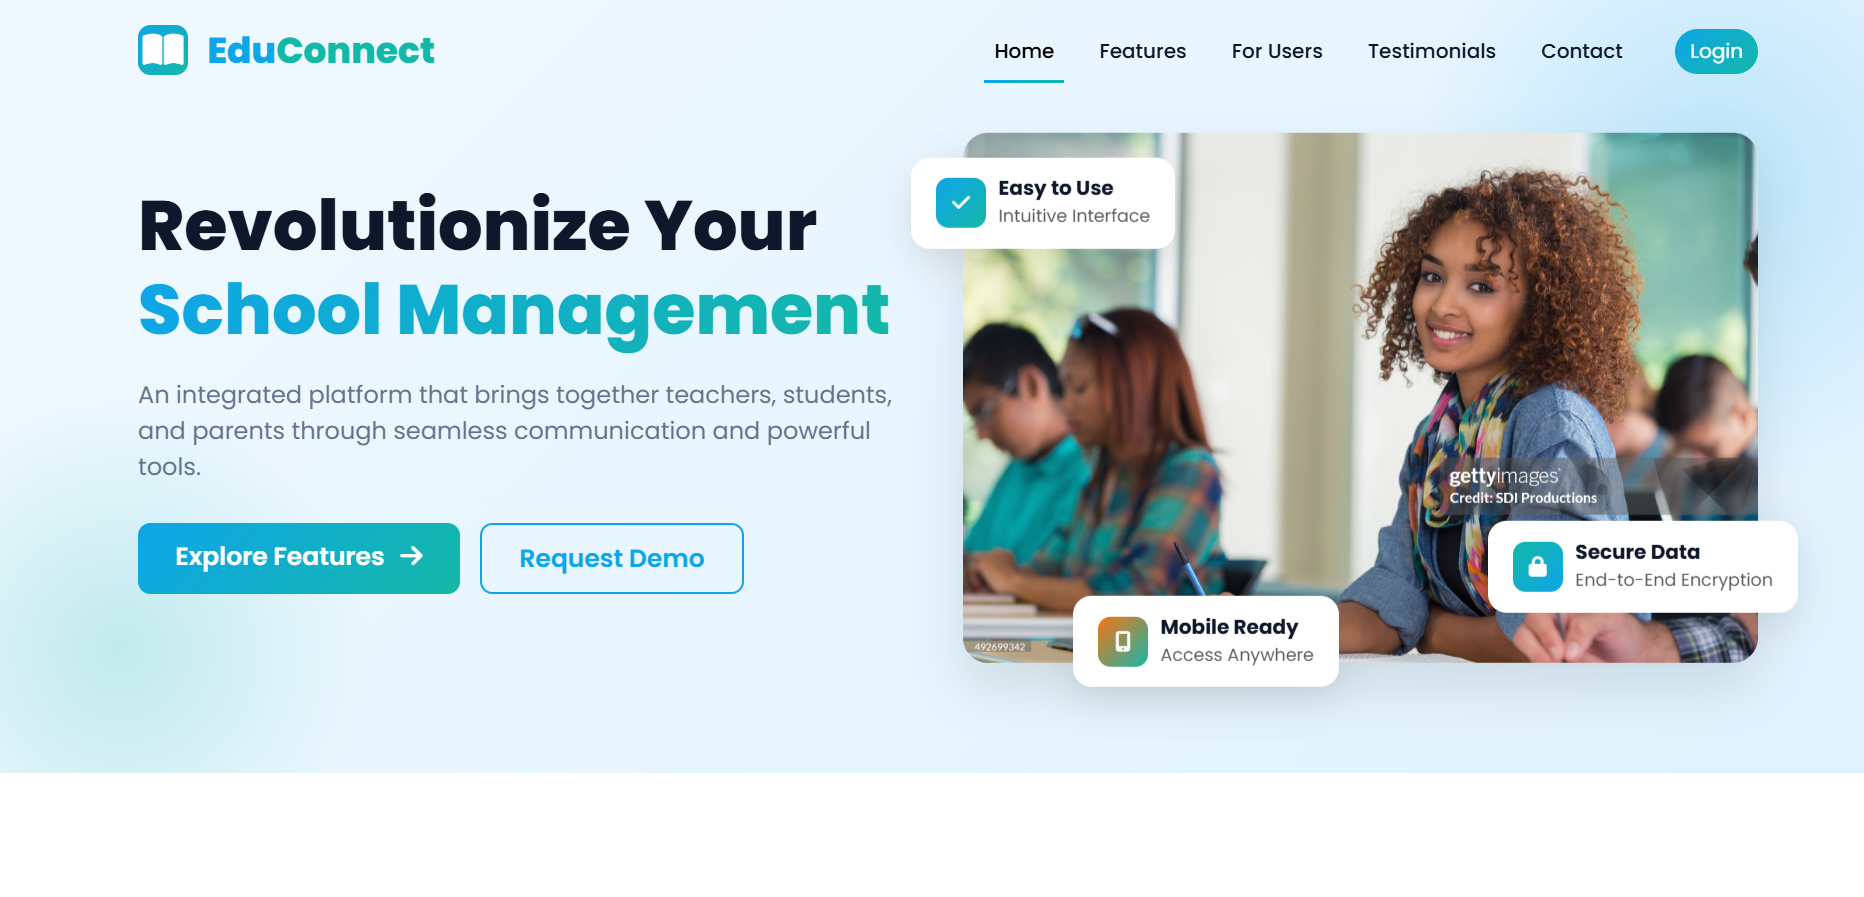 EduConnect
Home
Features
For Users
Testimonials
Contact
Login
Revolutionize Your
School Management
An integrated platform that brings together teachers, students,
and parents through seamless communication and powerful
tools.
Explore Features
Request Demo
Easy to Use
Intuitive Interface
gettyimages
Credit: SDI Productions
Secure Data
End-to-End Encryption
Mobile Ready
Access Anywhere
492699342